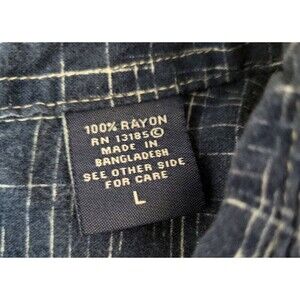 100% RAYON
RN 13185©
MADE IN
BANGLADESH
SEE OTHER SIDE
FOR CARE
L